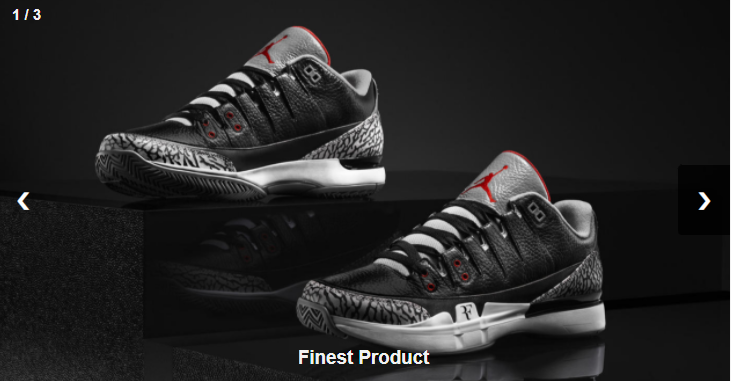 1 / 3
❮ ❯
Finest Product